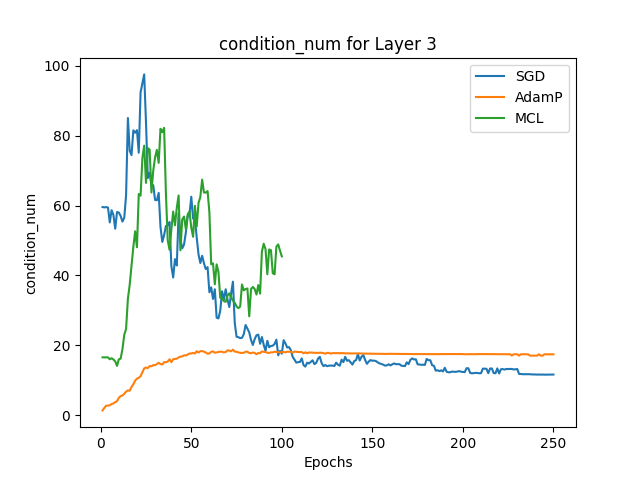 condition_num for Layer 3
SGD
AdamP
MCL
condition_num
100
80
60
40
20
0
0 50 100 150 200 250
Epochs